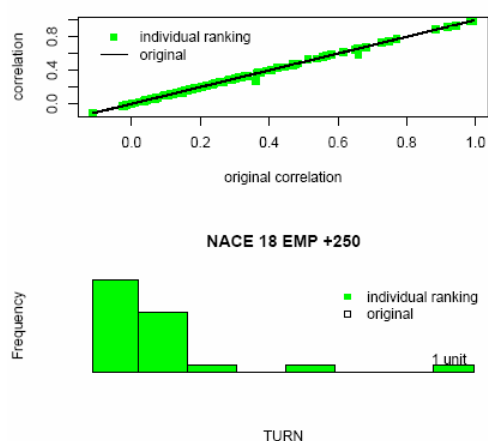 correlation
0.0 0.4 0.8
individual ranking
original
0.0 0.2 0.4 0.6 0.8 1.0
original correlation
NACE 18 EMP +250
Frequency
individual ranking
original
1 unit
TURN